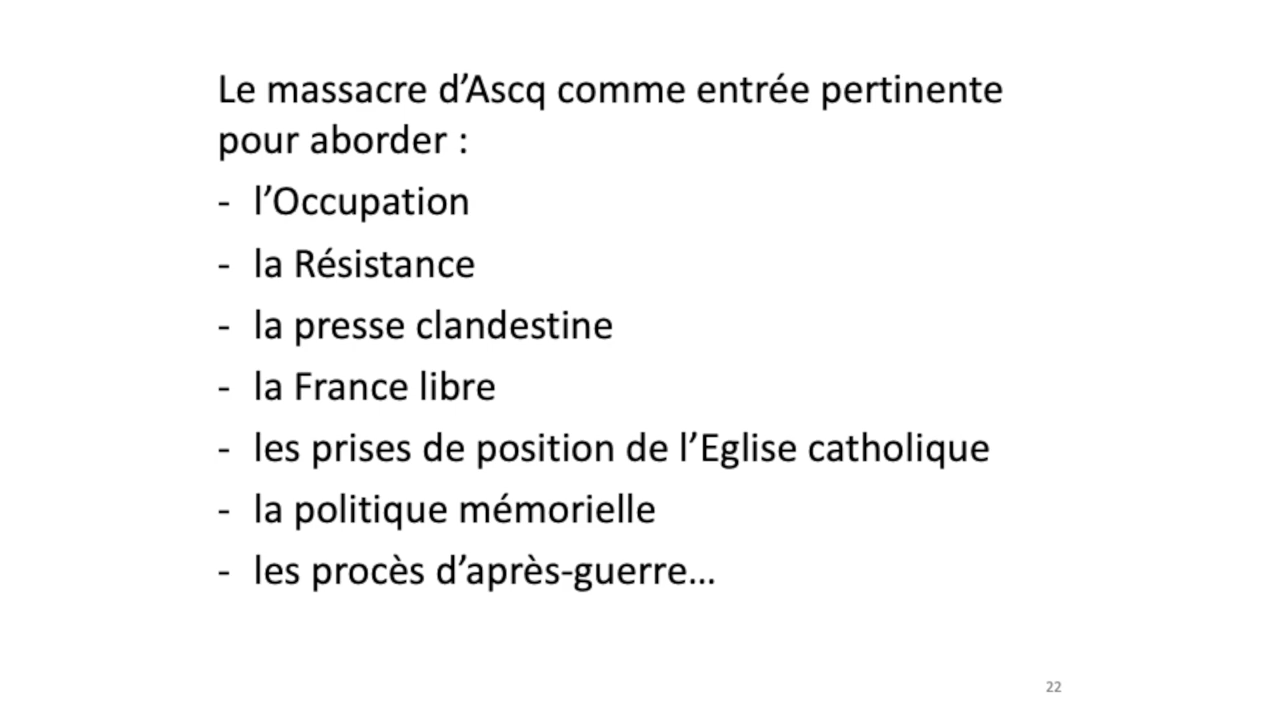 Le massacre d’Ascq comme entrée pertinente
pour aborder :
- l’Occupation
- la Résistance
- la presse clandestine
- la France libre
- les prises de position de l’Eglise catholique
- la politique mémorielle
- les procès d’après-guerre…
22